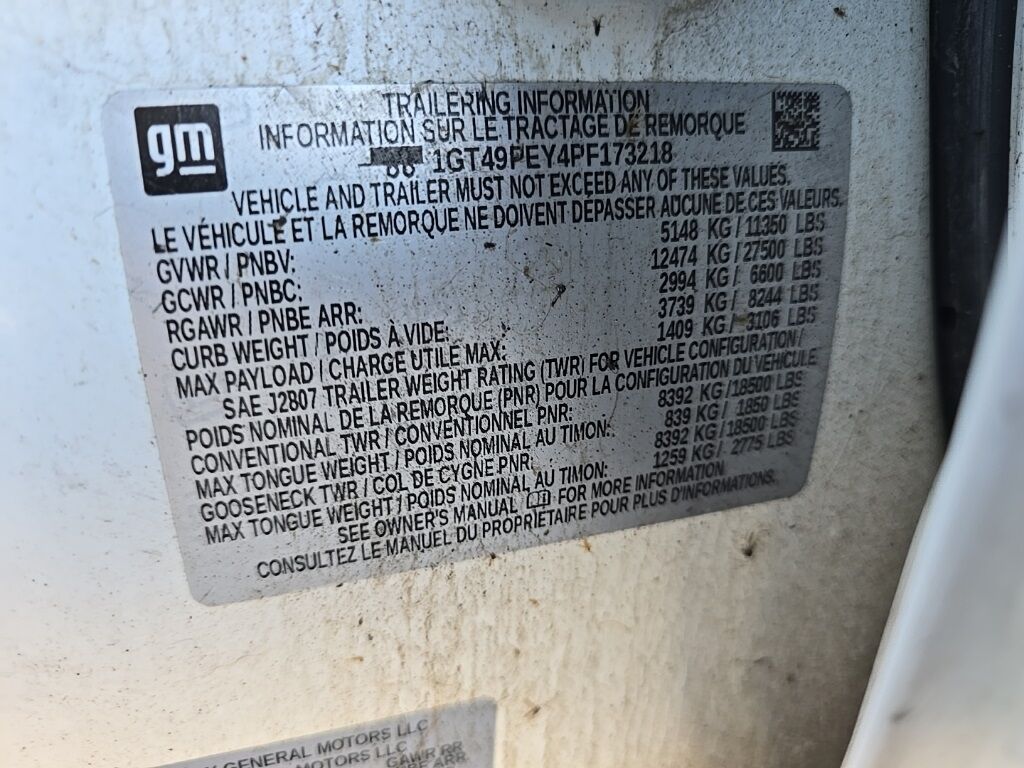 gm
TRAILERING INFORMATION
INFORMATION SUR LE TRACTAGE DE REMORQUE
1GT49PEY4PF173218
VEHICLE AND TRAILER MUST NOT EXCEED ANY OF THESE VALUES.
LE VÉHICULE ET LA REMORQUE NE DOIVENT DÉPASSER AUCUNE DE CES VALEURS.
GVWR / PNBV: 5148 KG / 11350 LBS
GCWR / PNBC: 12474 KG / 27500 LBS
RGAWR / PNBE ARR: 2994 KG / 6600 LBS
CURB WEIGHT / POIDS À VIDE: 3739 KG / 8244 LBS
MAX PAYLOAD / CHARGE UTILE MAX: 1409 KG / 3106 LBS
SAE J2807 TRAILER WEIGHT RATING (TWR) FOR VEHICLE CONFIGURATION /
POIDS NOMINAL DE LA REMORQUE (PNR) POUR LA CONFIGURATION DU VÉHICULE
CONVENTIONAL TWR / CONVENTIONNEL PNR: 8392 KG / 18500 LBS
MAX TONGUE WEIGHT / POIDS NOMINAL AU TIMON: 839 KG / 1850 LBS
GOOSENECK TWR / COL DE CYGNE PNR: 8392 KG / 18500 LBS
MAX TONGUE WEIGHT / POIDS NOMINAL AU TIMON: 1259 KG / 2775 LBS
SEE OWNER'S MANUAL FOR MORE INFORMATION
CONSULTEZ LE MANUEL DU PROPRIÉTAIRE POUR PLUS D'INFORMATIONS.
GENERAL MOTORS LLC
MOTORS LLC
GAWR RR
ARR.